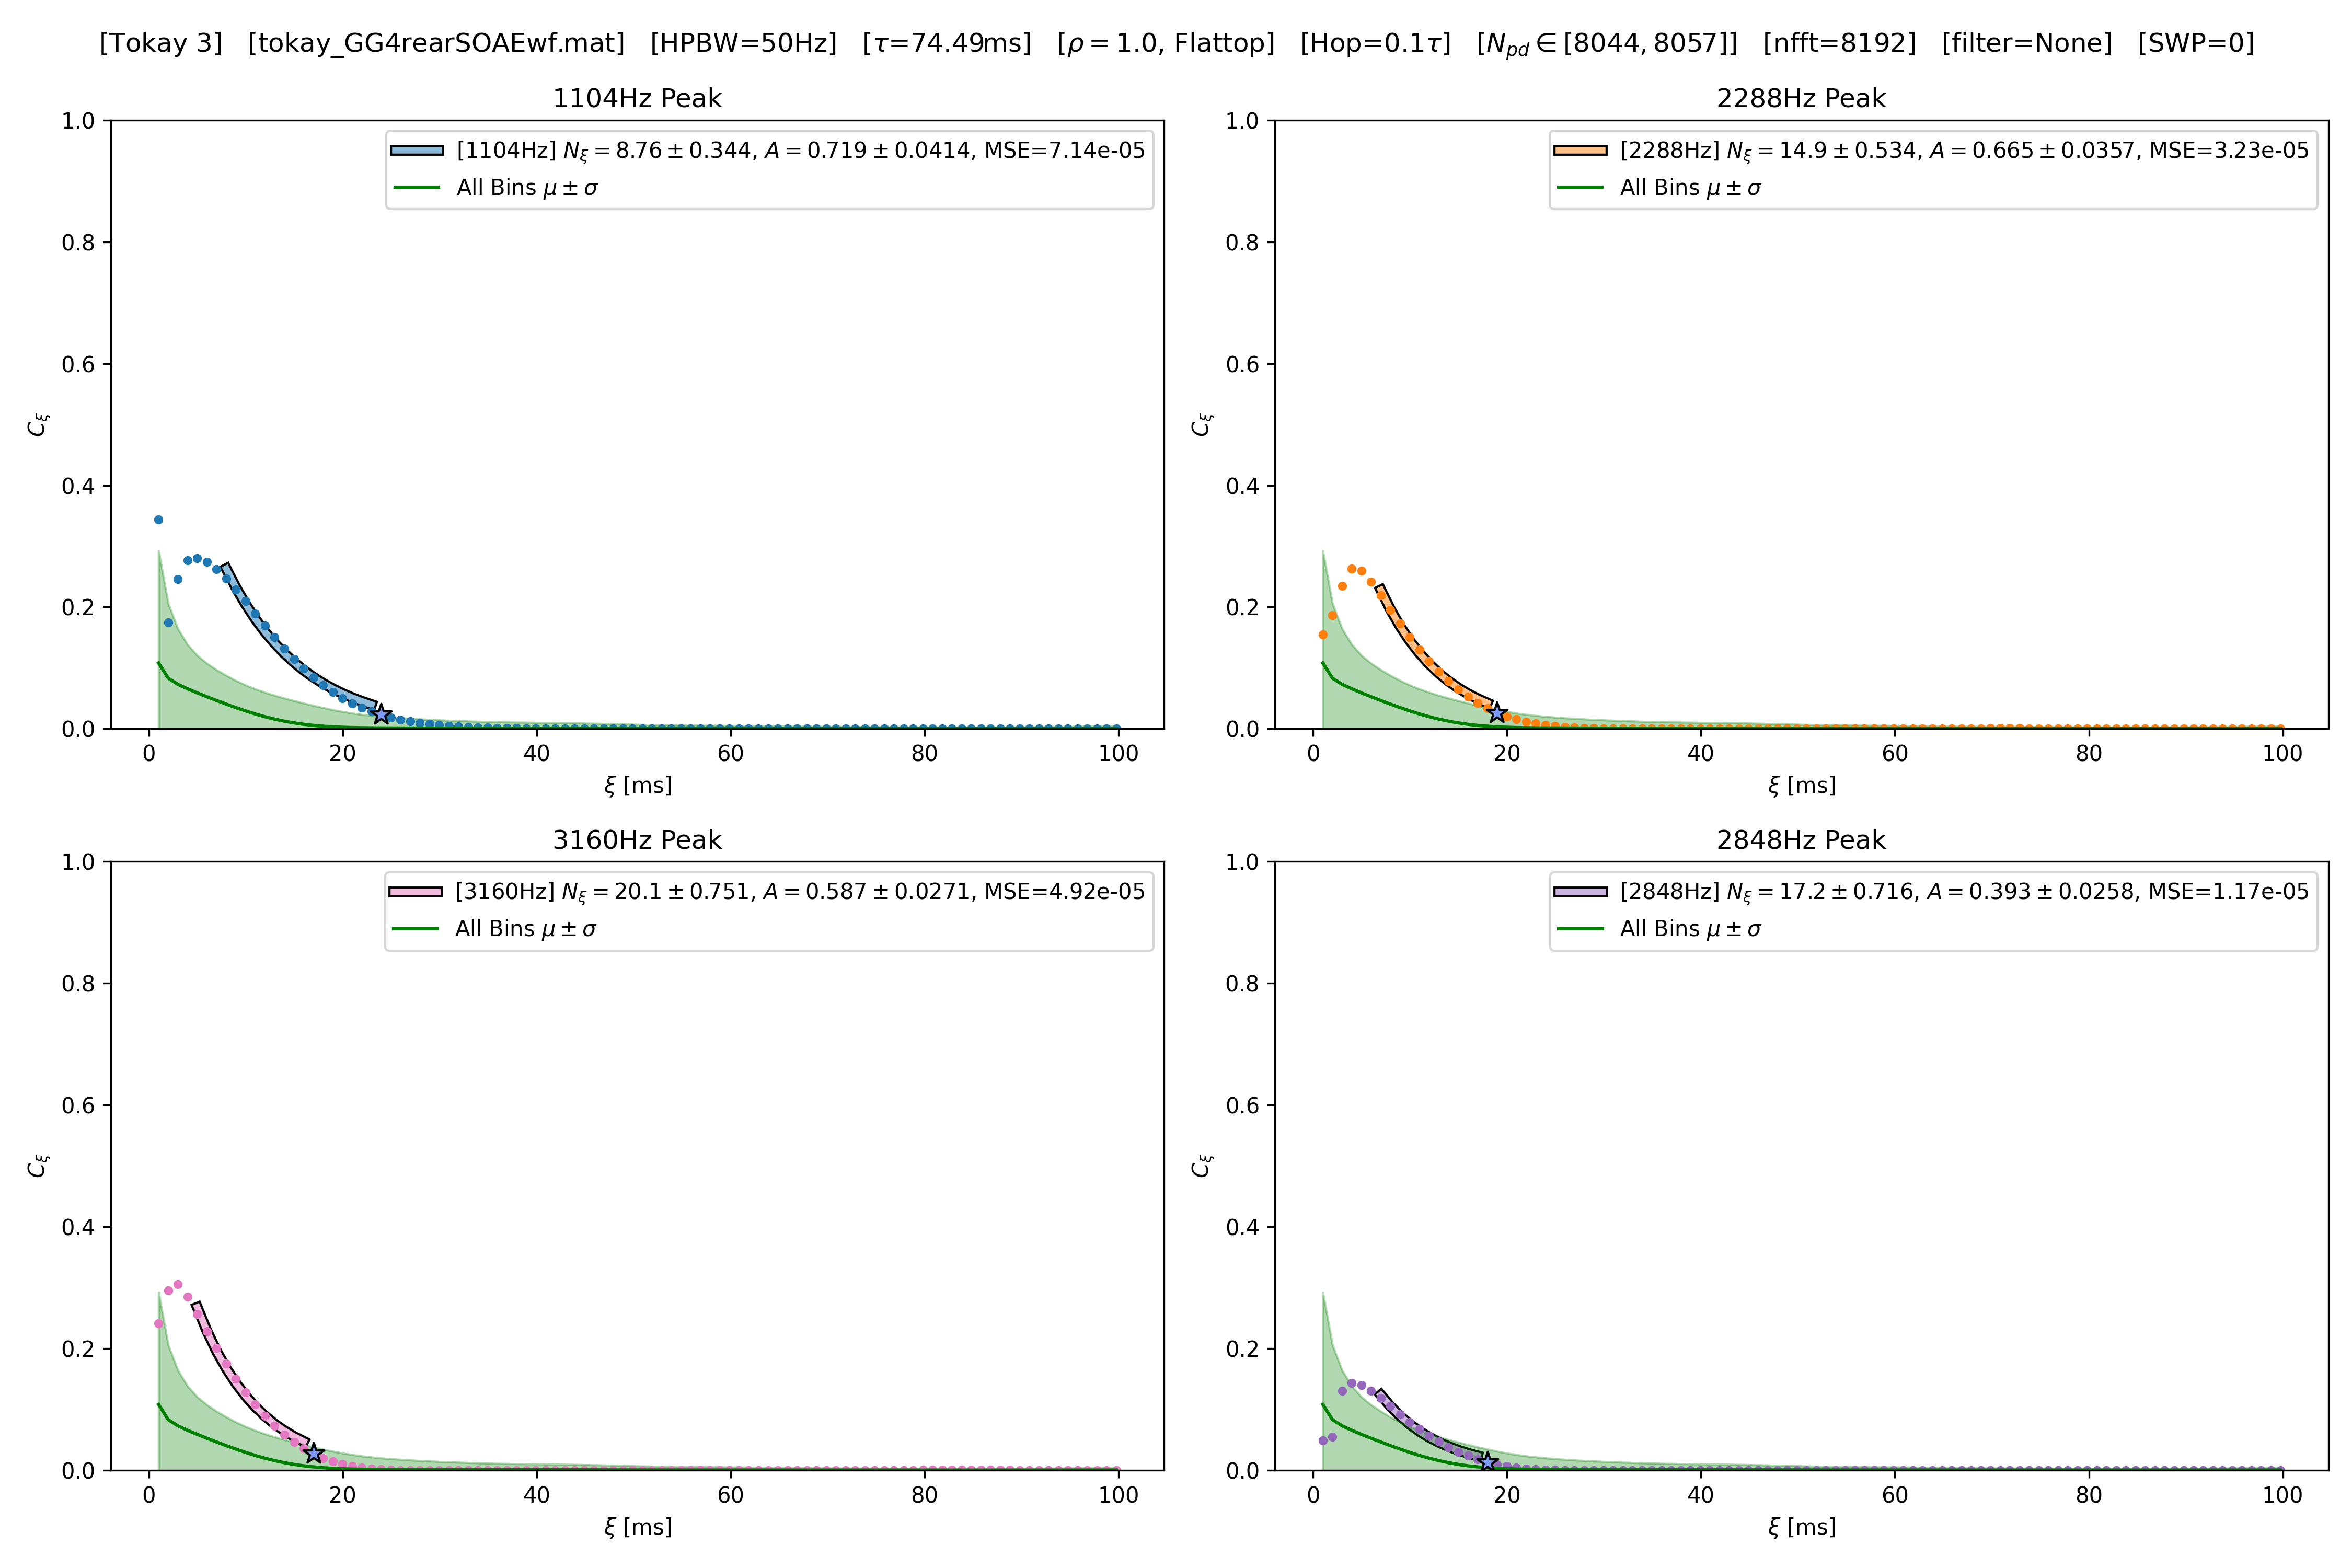 [Tokay 3] [tokay_GG4rearSOAEwf.mat] [HPBW=50Hz] [τ=74.49ms] [ρ = 1.0, Flattop] [Hop=0.1τ] [N_pd ∈ [8044, 8057]] [nfft=8192] [filter=None] [SWP=0]
1104Hz Peak
[1104Hz] N_ξ = 8.76 ± 0.344, A = 0.719 ± 0.0414, MSE=7.14e-05
All Bins μ ± σ
1.0
0.8
0.6
0.4
0.2
0.0
C_ξ
0 20 40 60 80 100
ξ [ms]
2288Hz Peak
[2288Hz] N_ξ = 14.9 ± 0.534, A = 0.665 ± 0.0357, MSE=3.23e-05
All Bins μ ± σ
1.0
0.8
0.6
0.4
0.2
0.0
C_ξ
0 20 40 60 80 100
ξ [ms]
3160Hz Peak
[3160Hz] N_ξ = 20.1 ± 0.751, A = 0.587 ± 0.0271, MSE=4.92e-05
All Bins μ ± σ
1.0
0.8
0.6
0.4
0.2
0.0
C_ξ
0 20 40 60 80 100
ξ [ms]
2848Hz Peak
[2848Hz] N_ξ = 17.2 ± 0.716, A = 0.393 ± 0.0258, MSE=1.17e-05
All Bins μ ± σ
1.0
0.8
0.6
0.4
0.2
0.0
C_ξ
0 20 40 60 80 100
ξ [ms]